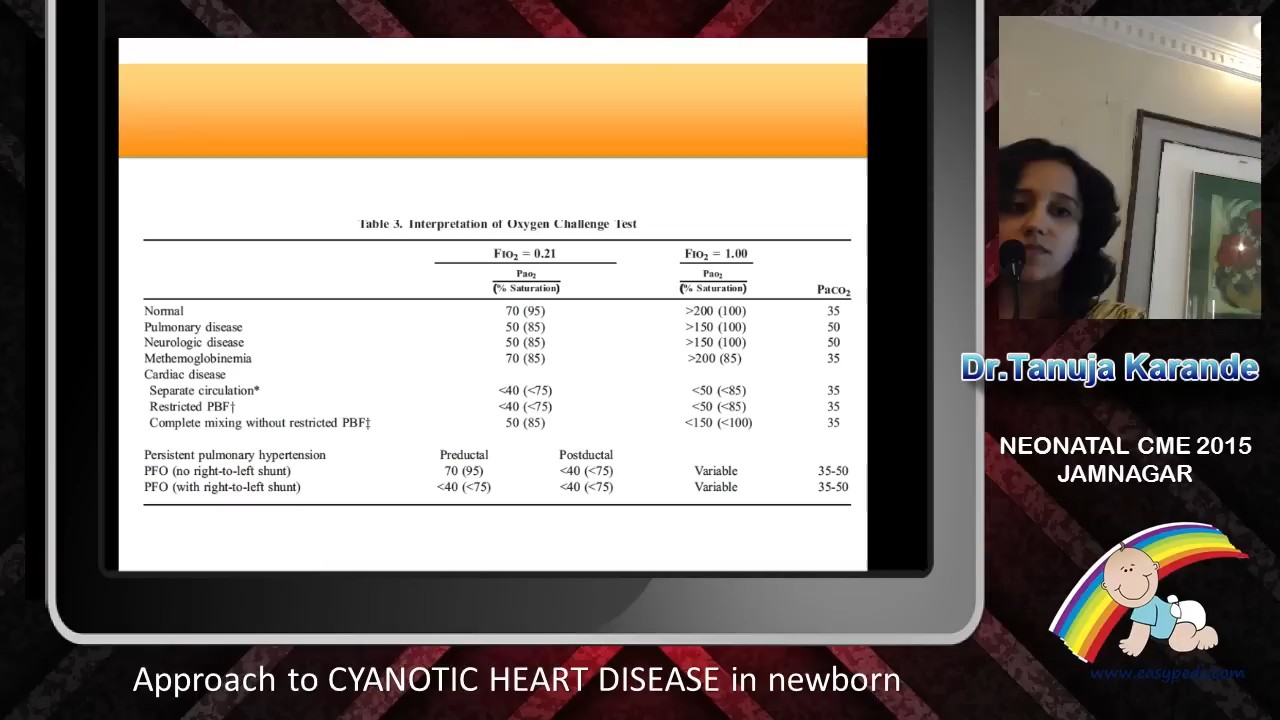 Table 3. Interpretation of Oxygen Challenge Test
FIO2 = 0.21 FIO2 = 1.00
PaO2 PaO2
(% Saturation) (% Saturation) PaCO2
Normal 70 (95) >200 (100) 35
Pulmonary disease 50 (85) >150 (100) 50
Neurologic disease 50 (85) >150 (100) 50
Methemoglobinemia 70 (85) >200 (85) 35
Cardiac disease
Separate circulation* <40 (<75) <50 (<85) 35
Restricted PBF† <40 (<75) <50 (<85) 35
Complete mixing without restricted PBF‡ 50 (85) <150 (<100) 35
Persistent pulmonary hypertension Preductal Postductal
PFO (no right-to-left shunt) 70 (95) <40 (<75) Variable 35-50
PFO (with right-to-left shunt) <40 (<75) <40 (<75) Variable 35-50
Dr.Tanuja Karande
NEONATAL CME 2015
JAMNAGAR
www.easypeds.com
Approach to CYANOTIC HEART DISEASE in newborn